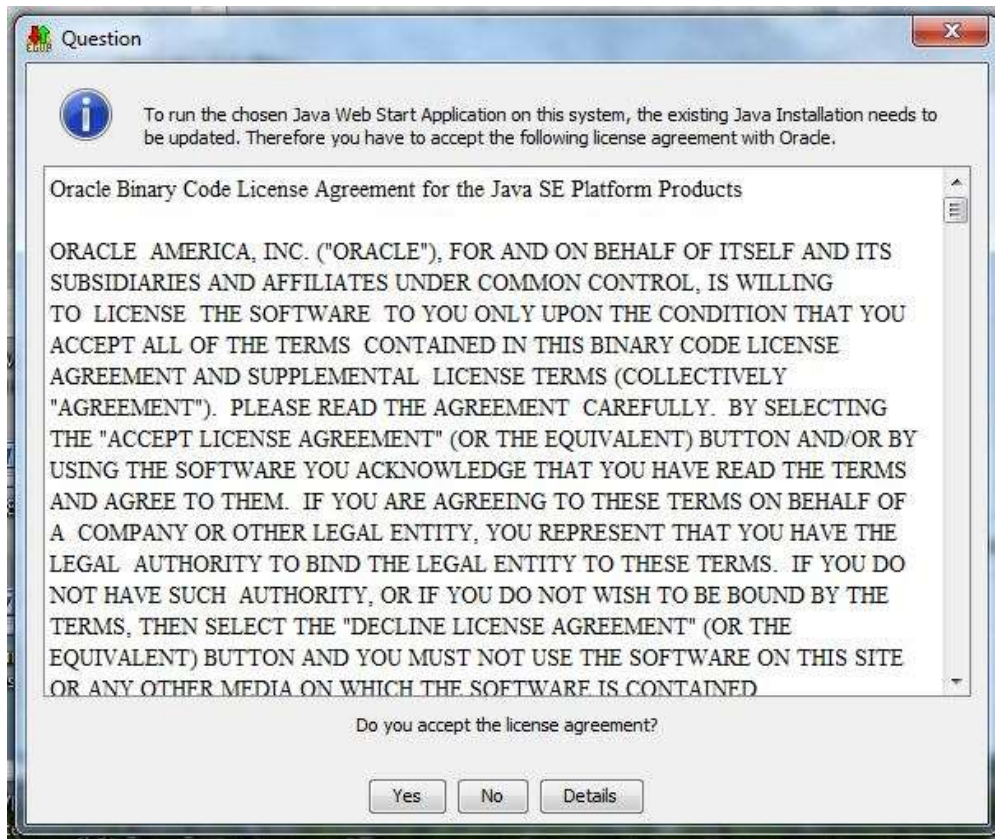 Question
To run the chosen Java Web Start Application on this system, the existing Java Installation needs to
be updated. Therefore you have to accept the following license agreement with Oracle.
Oracle Binary Code License Agreement for the Java SE Platform Products
ORACLE AMERICA, INC. ("ORACLE"), FOR AND ON BEHALF OF ITSELF AND ITS
SUBSIDIARIES AND AFFILIATES UNDER COMMON CONTROL, IS WILLING
TO LICENSE THE SOFTWARE TO YOU ONLY UPON THE CONDITION THAT YOU
ACCEPT ALL OF THE TERMS CONTAINED IN THIS BINARY CODE LICENSE
AGREEMENT AND SUPPLEMENTAL LICENSE TERMS (COLLECTIVELY
"AGREEMENT"). PLEASE READ THE AGREEMENT CAREFULLY. BY SELECTING
THE "ACCEPT LICENSE AGREEMENT" (OR THE EQUIVALENT) BUTTON AND/OR BY
USING THE SOFTWARE YOU ACKNOWLEDGE THAT YOU HAVE READ THE TERMS
AND AGREE TO THEM. IF YOU ARE AGREEING TO THESE TERMS ON BEHALF OF
A COMPANY OR OTHER LEGAL ENTITY, YOU REPRESENT THAT YOU HAVE THE
LEGAL AUTHORITY TO BIND THE LEGAL ENTITY TO THESE TERMS. IF YOU DO
NOT HAVE SUCH AUTHORITY, OR IF YOU DO NOT WISH TO BE BOUND BY THE
TERMS, THEN SELECT THE "DECLINE LICENSE AGREEMENT" (OR THE
EQUIVALENT) BUTTON AND YOU MUST NOT USE THE SOFTWARE ON THIS SITE
OR ANY OTHER MEDIA ON WHICH THE SOFTWARE IS CONTAINED
Do you accept the license agreement?
Yes No Details